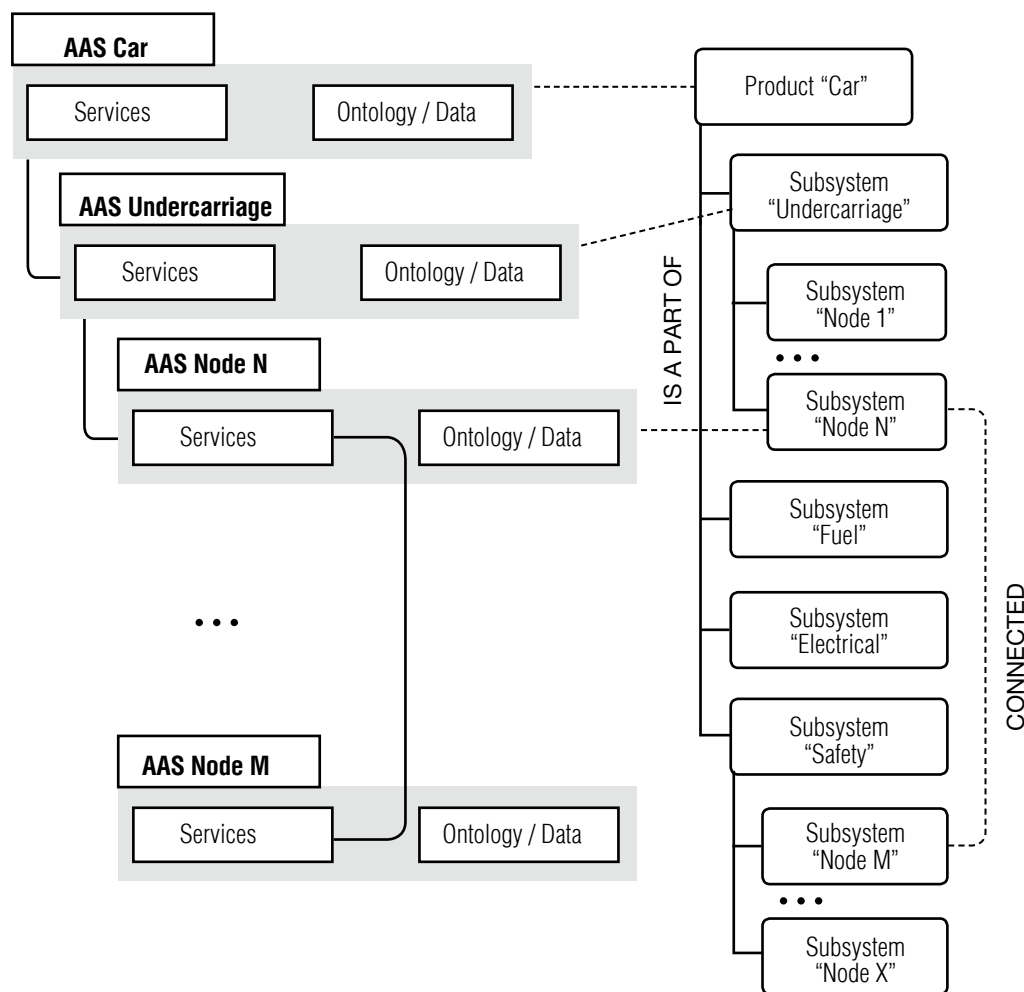 AAS Car
Services
Ontology / Data
AAS Undercarriage
Services
Ontology / Data
AAS Node N
Services
Ontology / Data
• • •
AAS Node M
Services
Ontology / Data
Product “Car”
IS A PART OF
Subsystem
“Undercarriage”
Subsystem
“Node 1”
• • •
Subsystem
“Node N”
Subsystem
“Fuel”
Subsystem
“Electrical”
Subsystem
“Safety”
Subsystem
“Node M”
• • •
Subsystem
“Node X”
CONNECTED